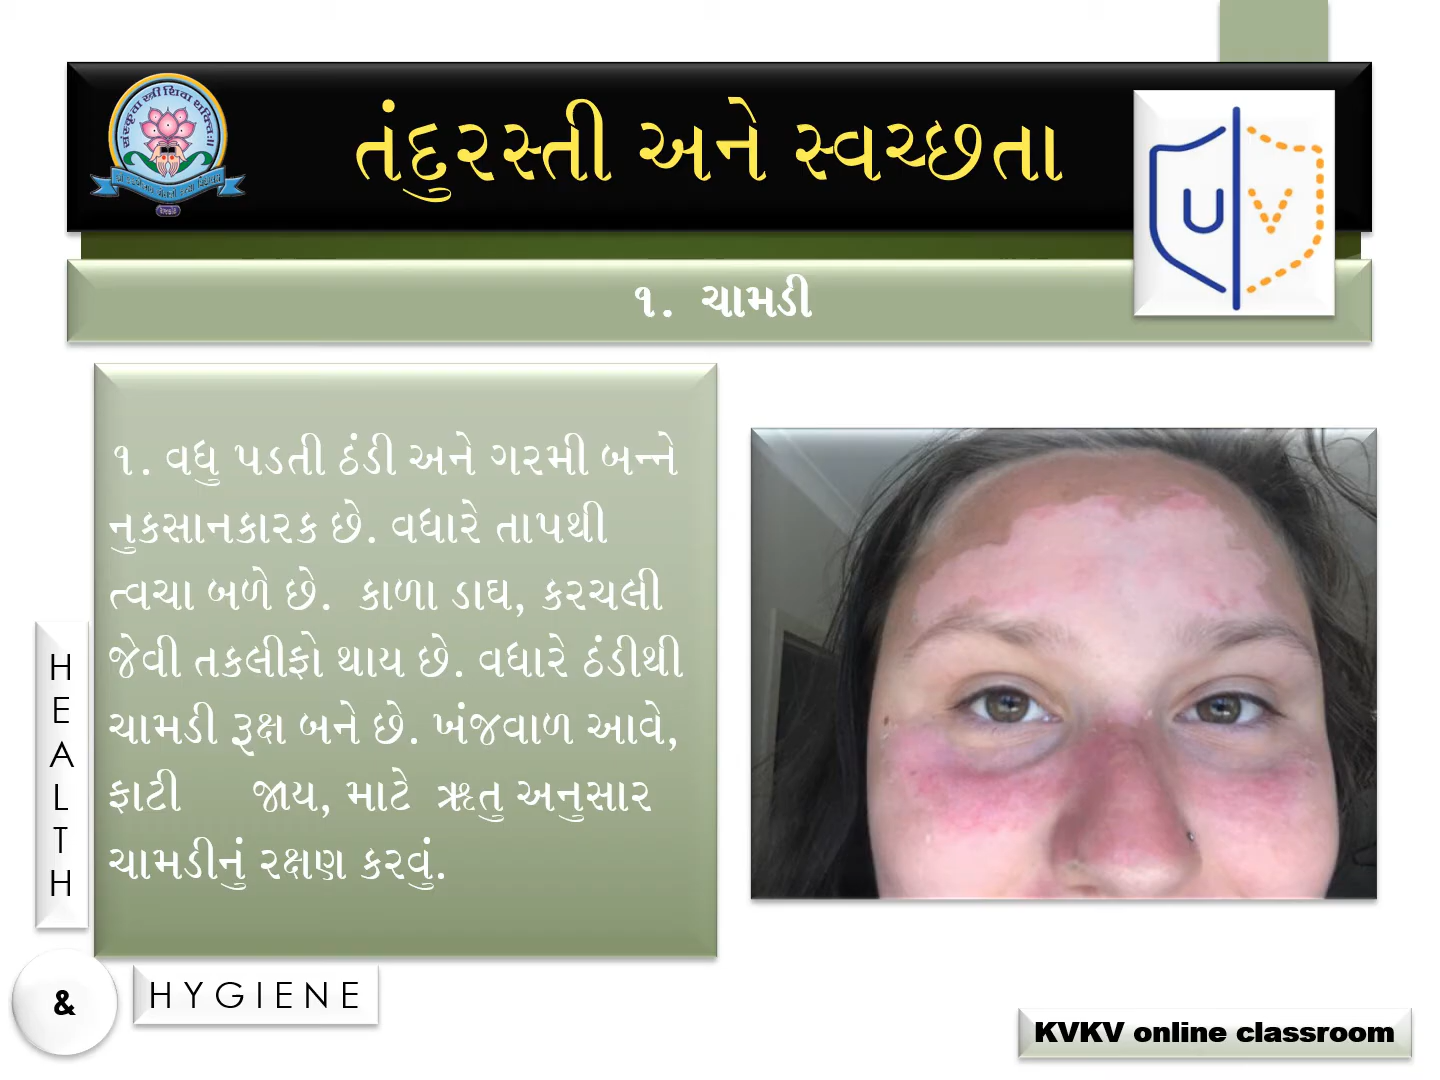 સંસ્કૃતા સ્ત્રી શિવા શક્તિઃ
તંદુરસ્તી અને સ્વચ્છતા
U V
૧. ચામડી
૧. વધુ પડતી ઠંડી અને ગરમી બન્ને
નુકસાનકારક છે. વધારે તાપથી
ત્વચા બળે છે. કાળા ડાઘ, કરચલી
જેવી તકલીફો થાય છે. વધારે ઠંડીથી
ચામડી રૂક્ષ બને છે. ખંજવાળ આવે,
ફાટી જાય, માટે ઋતુ અનુસાર
ચામડીનું રક્ષણ કરવું.
HEALTH
&
HYGIENE
KVKV online classroom